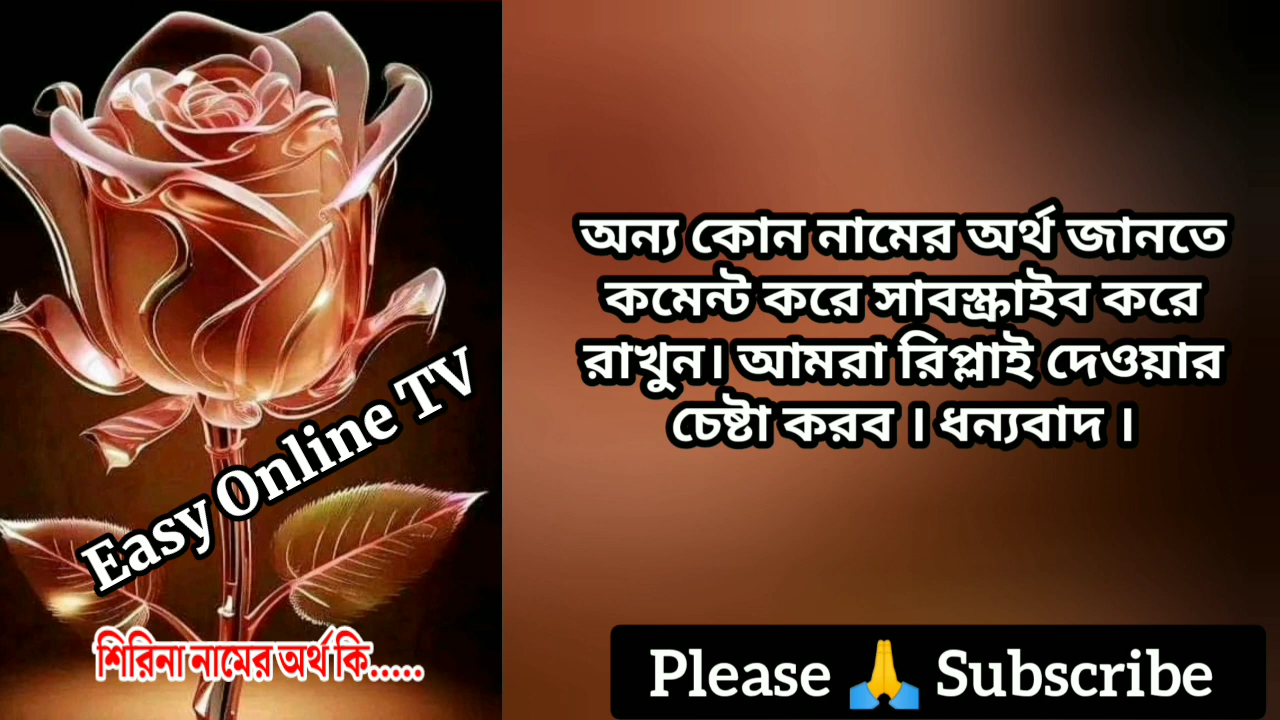 Easy Online TV
শিরিনা নামের অর্থ কি.....
অন্য কোন নামের অর্থ জানতে
কমেন্ট করে সাবস্ক্রাইব করে
রাখুন। আমরা রিপ্লাই দেওয়ার
চেষ্টা করব । ধন্যবাদ ।
Please 🙏 Subscribe